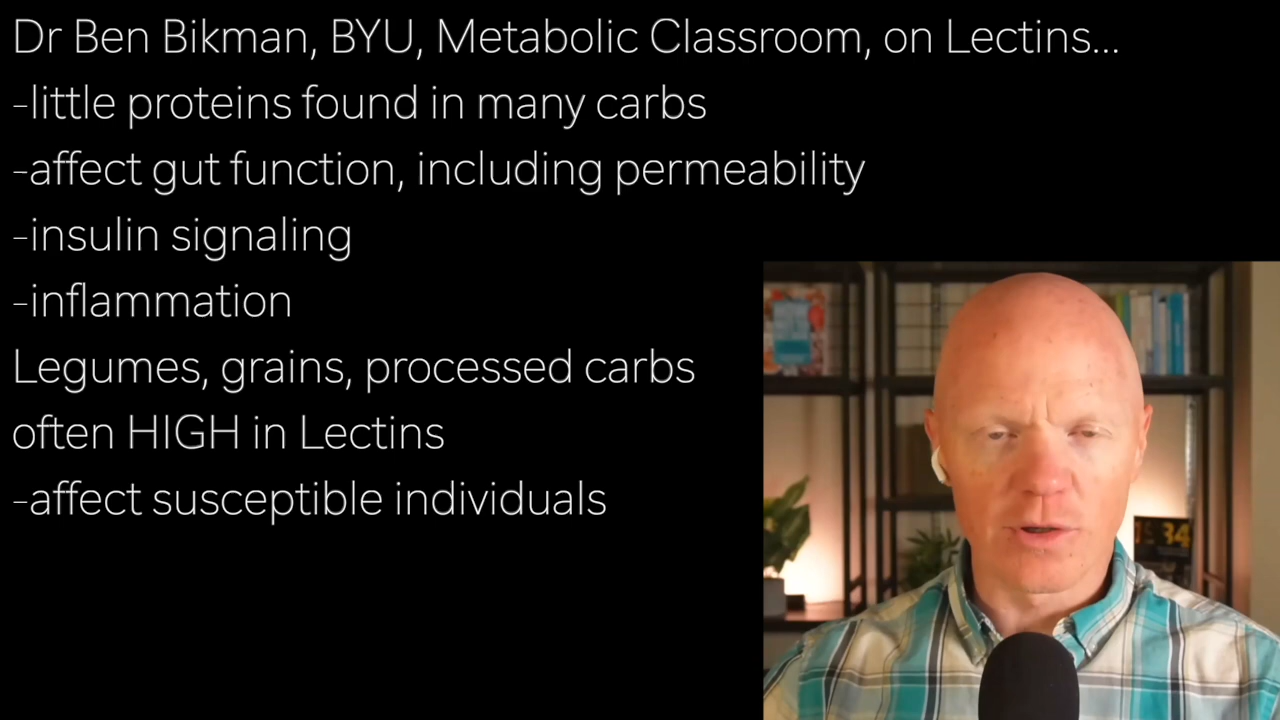 Dr Ben Bikman, BYU, Metabolic Classroom, on Lectins...
-little proteins found in many carbs
-affect gut function, including permeability
-insulin signaling
-inflammation
Legumes, grains, processed carbs
often HIGH in Lectins
-affect susceptible individuals